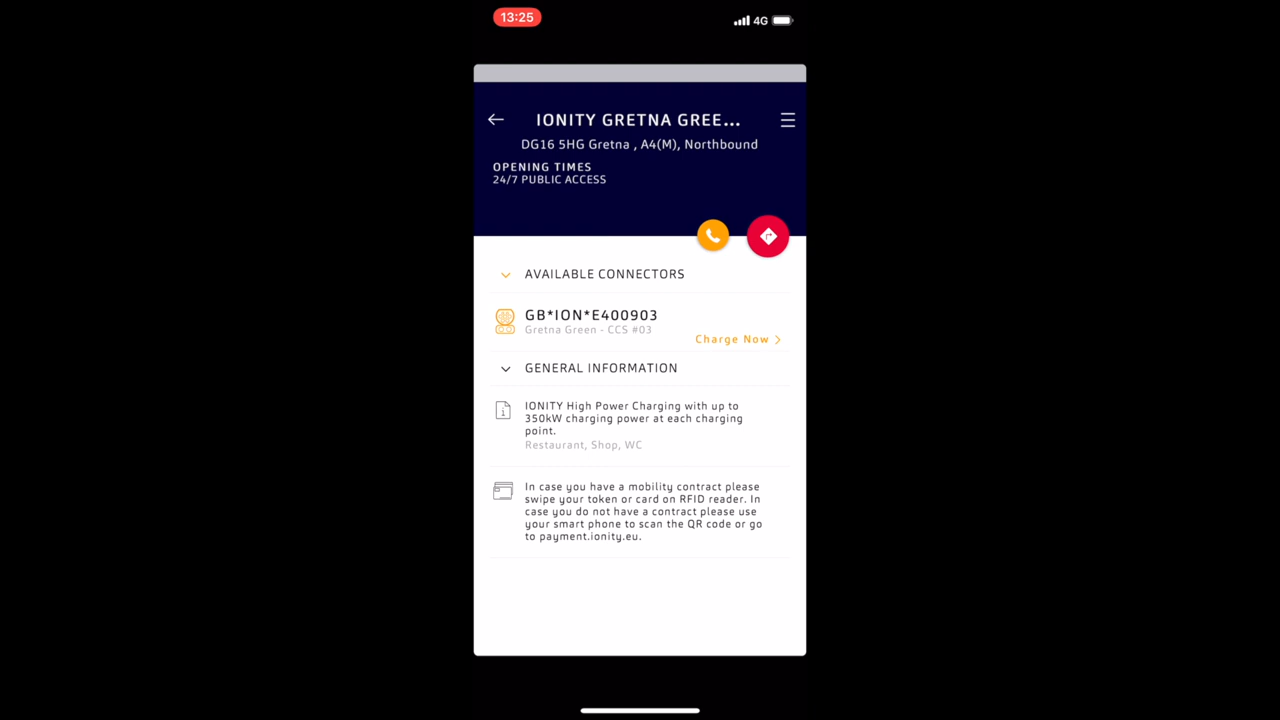 13:25
4G
IONITY GRETNA GREE...
DG16 5HG Gretna , A4(M), Northbound
OPENING TIMES
24/7 PUBLIC ACCESS
AVAILABLE CONNECTORS
GB*ION*E400903
Gretna Green - CCS #03
Charge Now
GENERAL INFORMATION
IONITY High Power Charging with up to
350kW charging power at each charging
point.
Restaurant, Shop, WC
In case you have a mobility contract please
swipe your token or card on RFID reader. In
case you do not have a contract please use
your smart phone to scan the QR code or go
to payment.ionity.eu.